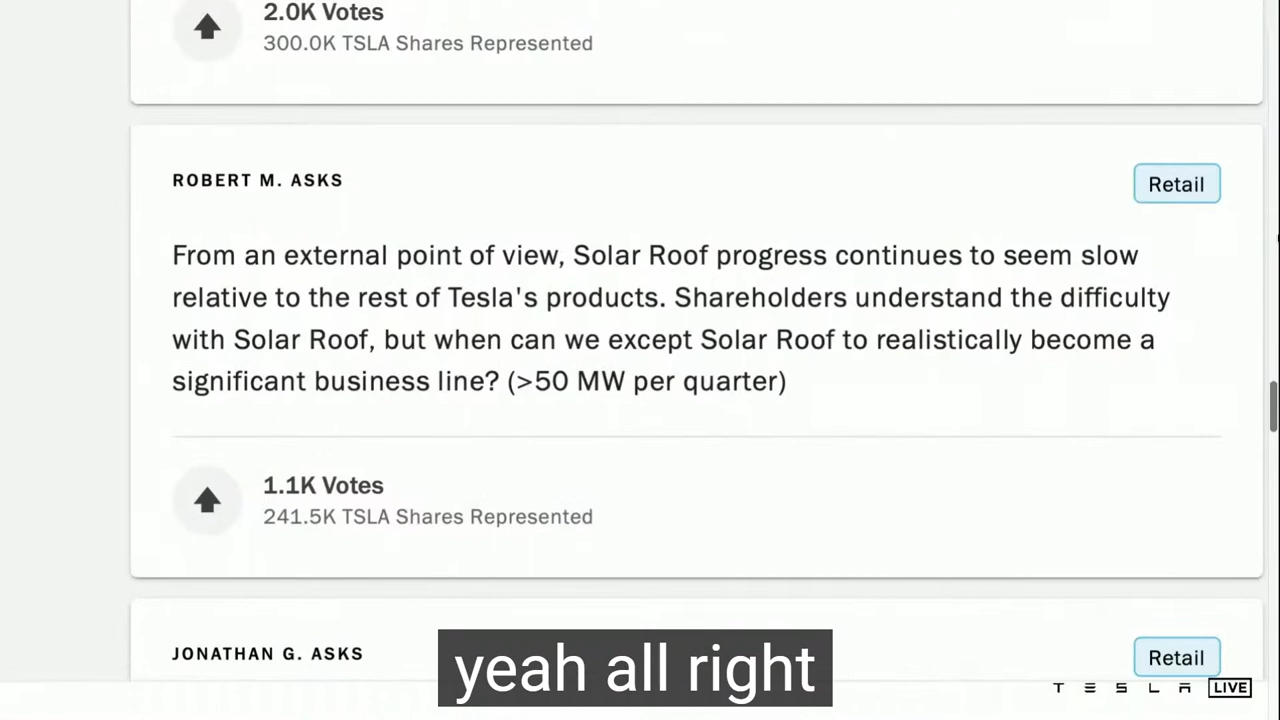 2.0K Votes
300.0K TSLA Shares Represented
ROBERT M. ASKS
Retail
From an external point of view, Solar Roof progress continues to seem slow
relative to the rest of Tesla's products. Shareholders understand the difficulty
with Solar Roof, but when can we except Solar Roof to realistically become a
significant business line? (>50 MW per quarter)
1.1K Votes
241.5K TSLA Shares Represented
JONATHAN G. ASKS
Retail
yeah all right
TESLA LIVE